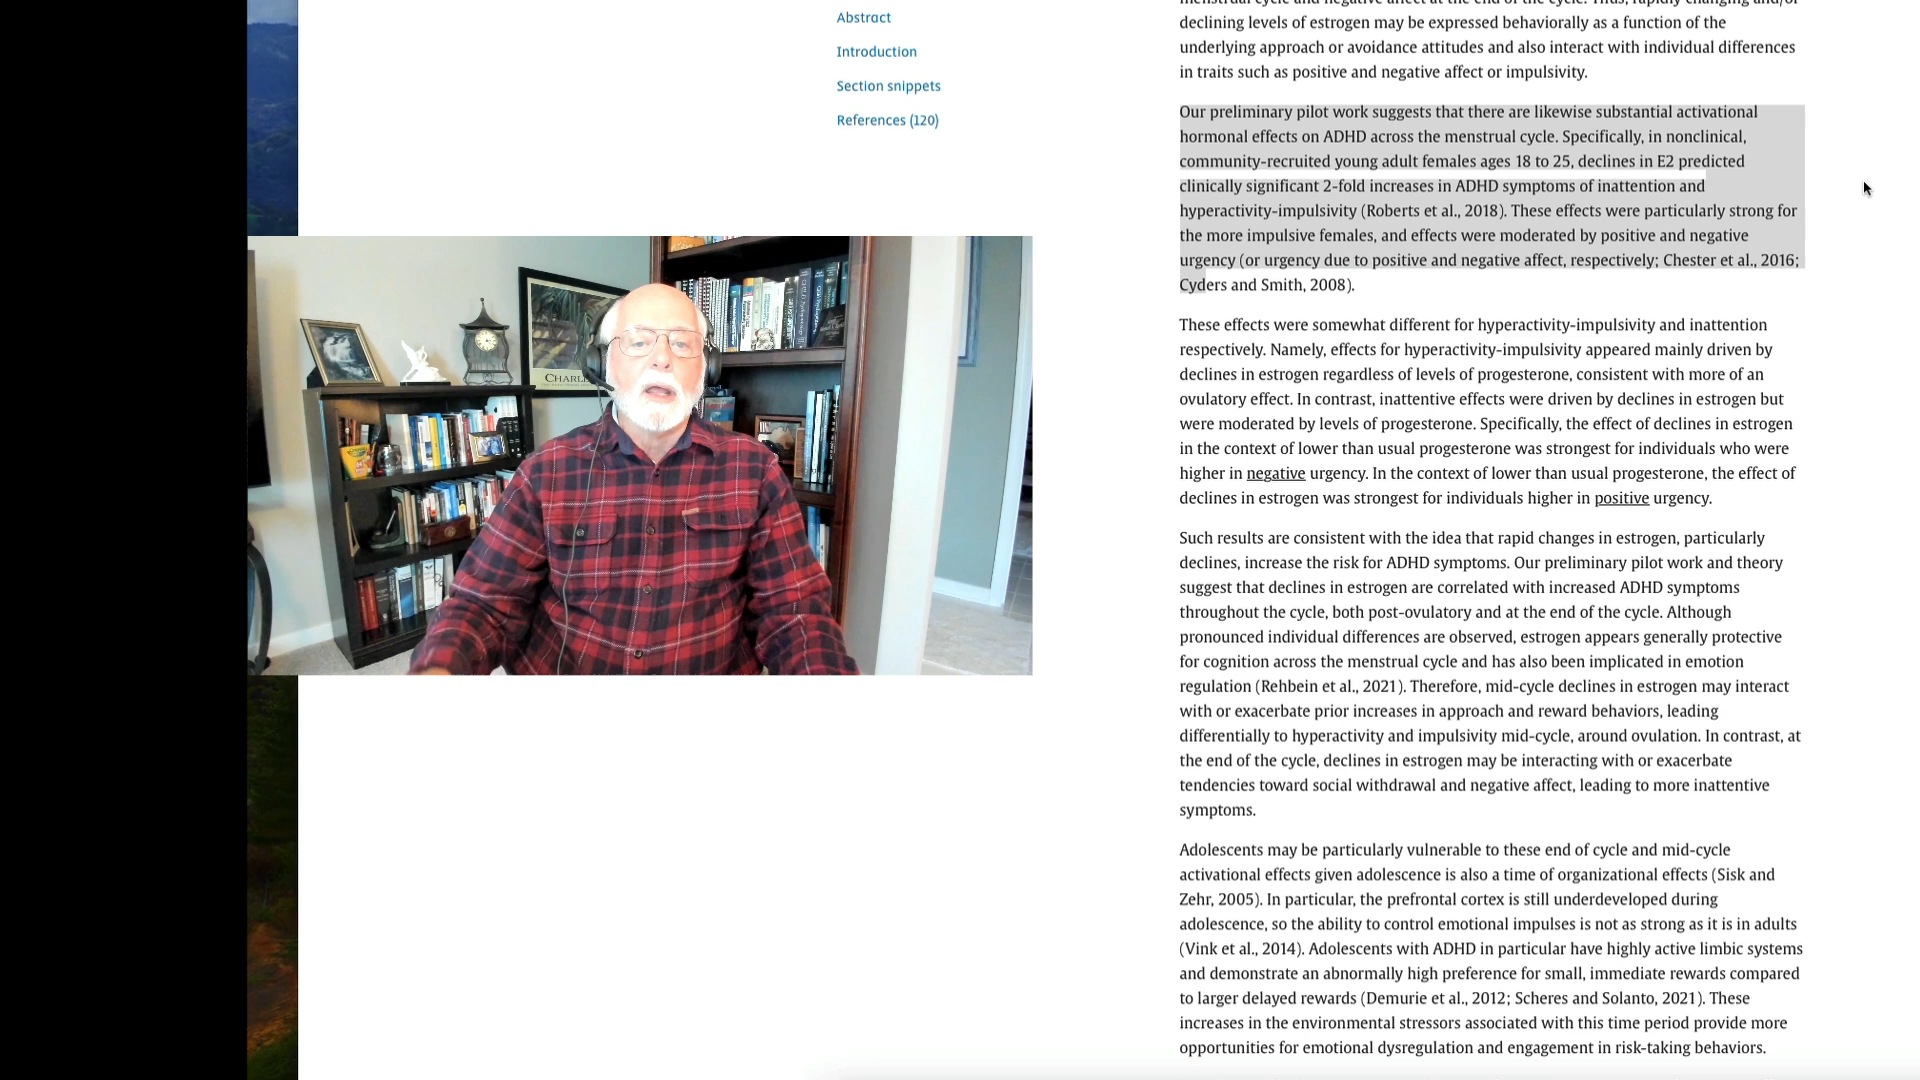 Abstract
Introduction
Section snippets
References (120)
CHARL
declining levels of estrogen may be expressed behaviorally as a function of the
underlying approach or avoidance attitudes and also interact with individual differences
in traits such as positive and negative affect or impulsivity.
Our preliminary pilot work suggests that there are likewise substantial activational
hormonal effects on ADHD across the menstrual cycle. Specifically, in nonclinical,
community-recruited young adult females ages 18 to 25, declines in E2 predicted
clinically significant 2-fold increases in ADHD symptoms of inattention and
hyperactivity-impulsivity (Roberts et al., 2018). These effects were particularly strong for
the more impulsive females, and effects were moderated by positive and negative
urgency (or urgency due to positive and negative affect, respectively; Chester et al., 2016;
Cyders and Smith, 2008).
These effects were somewhat different for hyperactivity-impulsivity and inattention
respectively. Namely, effects for hyperactivity-impulsivity appeared mainly driven by
declines in estrogen regardless of levels of progesterone, consistent with more of an
ovulatory effect. In contrast, inattentive effects were driven by declines in estrogen but
were moderated by levels of progesterone. Specifically, the effect of declines in estrogen
in the context of lower than usual progesterone was strongest for individuals who were
higher in negative urgency. In the context of lower than usual progesterone, the effect of
declines in estrogen was strongest for individuals higher in positive urgency.
Such results are consistent with the idea that rapid changes in estrogen, particularly
declines, increase the risk for ADHD symptoms. Our preliminary pilot work and theory
suggest that declines in estrogen are correlated with increased ADHD symptoms
throughout the cycle, both post-ovulatory and at the end of the cycle. Although
pronounced individual differences are observed, estrogen appears generally protective
for cognition across the menstrual cycle and has also been implicated in emotion
regulation (Rehbein et al., 2021). Therefore, mid-cycle declines in estrogen may interact
with or exacerbate prior increases in approach and reward behaviors, leading
differentially to hyperactivity and impulsivity mid-cycle, around ovulation. In contrast, at
the end of the cycle, declines in estrogen may be interacting with or exacerbate
tendencies toward social withdrawal and negative affect, leading to more inattentive
symptoms.
Adolescents may be particularly vulnerable to these end of cycle and mid-cycle
activational effects given adolescence is also a time of organizational effects (Sisk and
Zehr, 2005). In particular, the prefrontal cortex is still underdeveloped during
adolescence, so the ability to control emotional impulses is not as strong as it is in adults
(Vink et al., 2014). Adolescents with ADHD in particular have highly active limbic systems
and demonstrate an abnormally high preference for small, immediate rewards compared
to larger delayed rewards (Demurie et al., 2012; Scheres and Solanto, 2021). These
increases in the environmental stressors associated with this time period provide more
opportunities for emotional dysregulation and engagement in risk-taking behaviors.